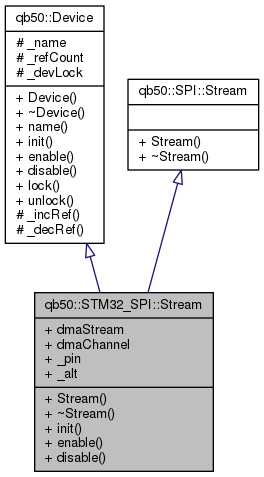 qb50::Device
# _name
# _refCount
# _devLock
+ Device()
+ ~Device()
+ name()
+ init()
+ enable()
+ disable()
+ lock()
+ unlock()
# _incRef()
# _decRef()
qb50::SPI::Stream
+ Stream()
+ ~Stream()
qb50::STM32_SPI::Stream
+ dmaStream
+ dmaChannel
+ _pin
+ _alt
+ Stream()
+ ~Stream()
+ init()
+ enable()
+ disable()